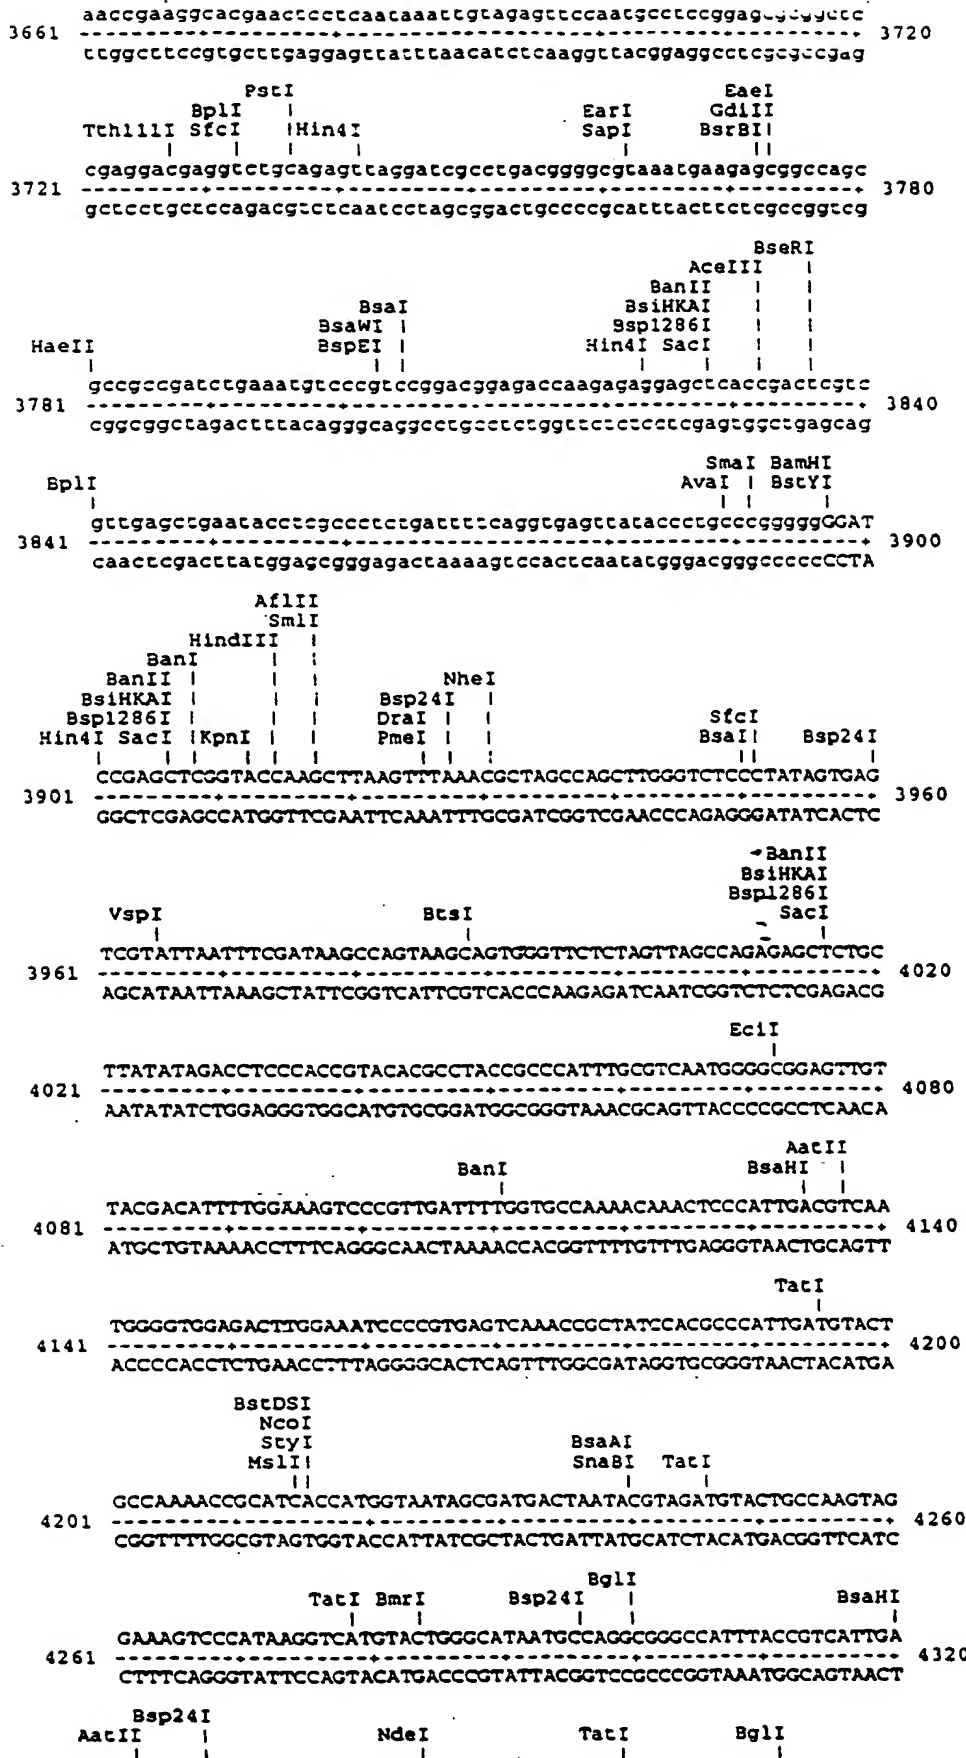 aaccgaaggcacgaactccctcaataaattgtagagttccaatgcctccggag
3661 3720
ttggcttccgtgcttgaggagttatttaacatctcaaggttacggaggcctcgcgccgag
PstI EaeI
BplI EarI GdiII
Tth111I SfcI Hin4I SapI BsrBI
cgaggacgaggtctgcagagttaggatcgcctgacggggcgtaaatgaagagcggccagc
3721 3780
gctcctgctccagacgtctcaatcctagcggactgccccgcatttacttctcgccggtcg
BseRI
AceIII
BanII
BsaI BsiHKAI
BsaWI Bsp1286I
HaeII BspEI Hin4I SacI
gccgccgatctgaaatgtcccgtccggacggagaccaagagaggagctcaccgactcgtc
3781 3840
cggcggctagactttacagggcaggcctgcctctggttctctcctcgagtggctgagcag
SmaI BamHI
BplI AvaI BstYI
gttgagctgaatacctcgccctctgattttcaggtgagttataccctgcccgggggGGAT
3841 3900
caactcgacttatggagcgggagactaaaagtccactcaatatgggacgggcccccCCTA
AflII
SmlI
HindIII
BanI
BanII NheI
BsiHKAI Bsp24I
Bsp1286I DraI SfcI
Hin4I SacI KpnI PmeI BsaI Bsp24I
CCGAGCTCGGTACCAAGCTTAAGTTTAAACGCTAGCCAGCTTGGGTCTCCCTATAGTGAG
3901 3960
GGCTCGAGCCATGGTTCGAATTCAAATTTGCGATCGGTCGAACCCAGAGGGATATCACTC
BanII
BsiHKAI
Bsp1286I
VspI BtsI SacI
TCGTATTAATTTCGATAAGCCAGTAAGCAGTGGGTTCTCTAGTTAGCCAGAGAGCTCTGC
3961 4020
AGCATAATTAAAGCTATTCGGTCATTCGTCACCCAAGAGATCAATCGGTCTCTCGAGACG
EciI
TTATATAGACCTCCCACCGTACACGCCTACCGCCCATTTGCGTCAATGGGGCGGAGTTGT
4021 4080
AATATATCTGGAGGGTGGCATGTGCGGATGGCGGGTAAACGCAGTTACCCCGCCTCAACA
AatII
BanI BsaHI
TACGACATTTTGGAAAGTCCCGTTGATTTTGGTGCCAAAACAAACTCCCATTGACGTCAA
4081 4140
ATGCTGTAAAACCTTTCAGGGCAACTAAAACCACGGTTTTGTTTGAGGGTAACTGCAGTT
TatI
TGGGGTGGAGACTTGGAAATCCCCGTGAGTCAAACCGCTATCCACGCCCATTGATGTACT
4141 4200
ACCCCACCTCTGAACCTTTAGGGGCACTCAGTTTGGCGATAGGTGCGGGTAACTACATGA
BstDSI
NcoI
StyI BsaAI
MslI SnaBI TatI
GCCAAAACCGCATCACCATGGTAATAGCGATGACTAATACGTAGATGTACTGCCAAGTAG
4201 4260
CGGTTTTGGCGTAGTGGTACCATTATCGCTACTGATTATGCATCTACATGACGGTTCATC
BglI
TatI BmrI Bsp24I BsaHI
GAAAGTCCCATAAGGTCATGTACTGGGCATAATGCCAGGCGGGCCATTTACCGTCATTGA
4261 4320
CTTTCAGGGTATTCCAGTACATGACCCGTATTACGGTCCGCCCGGTAAATGGCAGTAACT
Bsp24I
AatII NdeI TatI BglI